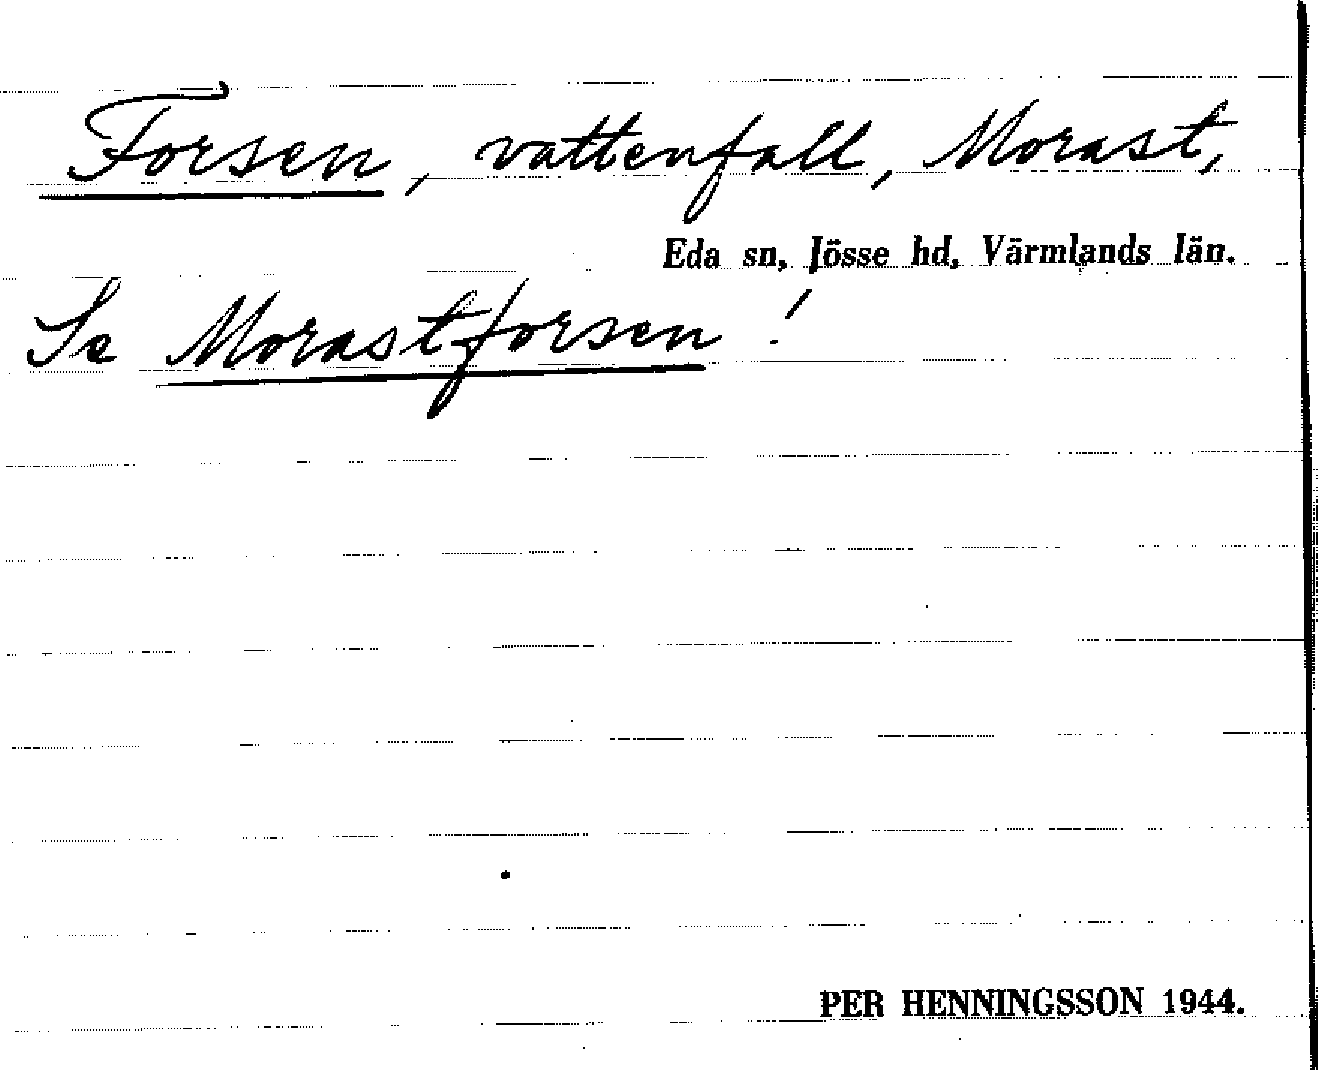 Forsen, vattenfall, Morast,
Eda sn, Jösse hd, Värmlands län.
Se Morastforsen!
PER HENNINGSSON 1944.